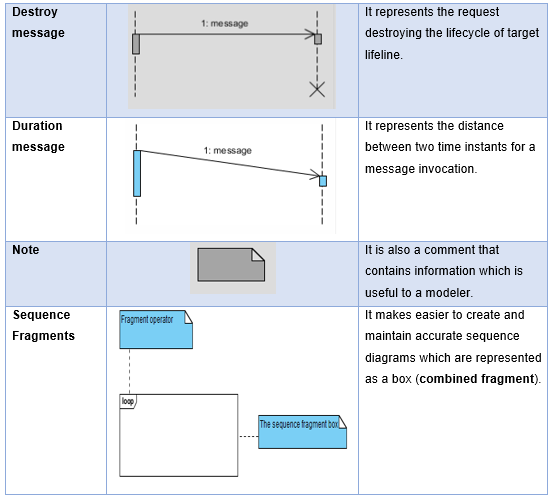 Destroy
message
1: message
It represents the request
destroying the lifecycle of target
lifeline.
Duration
message
1: message
It represents the distance
between two time instants for a
message invocation.
Note
It is also a comment that
contains information which is
useful to a modeler.
Sequence
Fragments
Fragment operator
loop
The sequence fragment box
It makes easier to create and
maintain accurate sequence
diagrams which are represented
as a box (combined fragment).